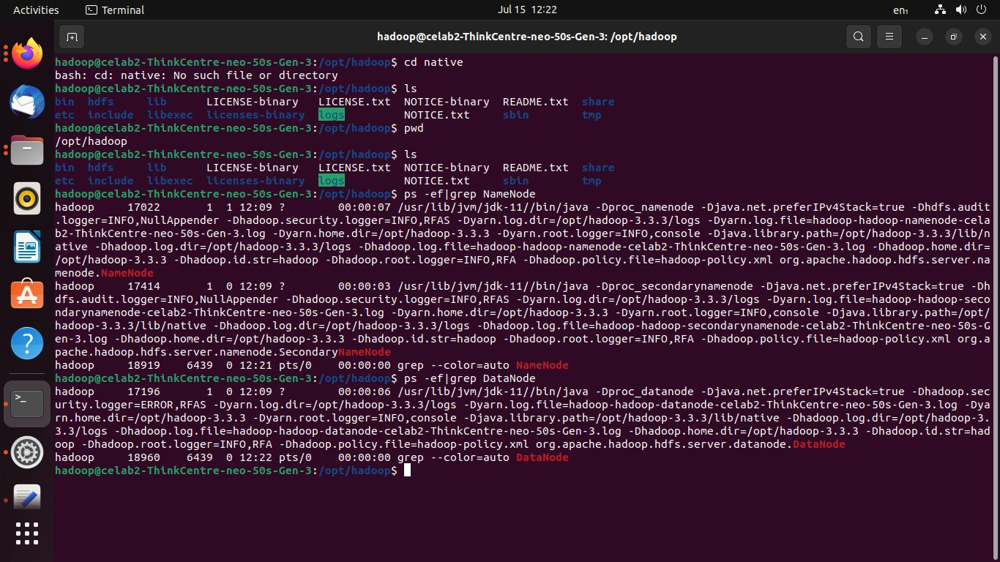 Activities Terminal Jul 15 12:22 en₁
hadoop@celab2-ThinkCentre-neo-50s-Gen-3: /opt/hadoop
hadoop@celab2-ThinkCentre-neo-50s-Gen-3:/opt/hadoop$ cd native
bash: cd: native: No such file or directory
hadoop@celab2-ThinkCentre-neo-50s-Gen-3:/opt/hadoop$ ls
bin hdfs lib LICENSE-binary LICENSE.txt NOTICE-binary README.txt share
etc include libexec licenses-binary logs NOTICE.txt sbin tmp
hadoop@celab2-ThinkCentre-neo-50s-Gen-3:/opt/hadoop$ pwd
/opt/hadoop
hadoop@celab2-ThinkCentre-neo-50s-Gen-3:/opt/hadoop$ ls
bin hdfs lib LICENSE-binary LICENSE.txt NOTICE-binary README.txt share
etc include libexec licenses-binary logs NOTICE.txt sbin tmp
hadoop@celab2-ThinkCentre-neo-50s-Gen-3:/opt/hadoop$ ps -ef|grep NameNode
hadoop 17022 1 1 12:09 ? 00:00:07 /usr/lib/jvm/jdk-11//bin/java -Dproc_namenode -Djava.net.preferIPv4Stack=true -Dhdfs.audit
.logger=INFO,NullAppender -Dhadoop.security.logger=INFO,RFAS -Dyarn.log.dir=/opt/hadoop-3.3.3/logs -Dyarn.log.file=hadoop-hadoop-namenode-cela
b2-ThinkCentre-neo-50s-Gen-3.log -Dyarn.home.dir=/opt/hadoop-3.3.3 -Dyarn.root.logger=INFO,console -Djava.library.path=/opt/hadoop-3.3.3/lib/n
ative -Dhadoop.log.dir=/opt/hadoop-3.3.3/logs -Dhadoop.log.file=hadoop-hadoop-namenode-celab2-ThinkCentre-neo-50s-Gen-3.log -Dhadoop.home.dir=
/opt/hadoop-3.3.3 -Dhadoop.id.str=hadoop -Dhadoop.root.logger=INFO,RFA -Dhadoop.policy.file=hadoop-policy.xml org.apache.hadoop.hdfs.server.na
menode.NameNode
hadoop 17414 1 0 12:09 ? 00:00:03 /usr/lib/jvm/jdk-11//bin/java -Dproc_secondarynamenode -Djava.net.preferIPv4Stack=true -Dh
dfs.audit.logger=INFO,NullAppender -Dhadoop.security.logger=INFO,RFAS -Dyarn.log.dir=/opt/hadoop-3.3.3/logs -Dyarn.log.file=hadoop-hadoop-seco
ndarynamenode-celab2-ThinkCentre-neo-50s-Gen-3.log -Dyarn.home.dir=/opt/hadoop-3.3.3 -Dyarn.root.logger=INFO,console -Djava.library.path=/opt/
hadoop-3.3.3/lib/native -Dhadoop.log.dir=/opt/hadoop-3.3.3/logs -Dhadoop.log.file=hadoop-hadoop-secondarynamenode-celab2-ThinkCentre-neo-50s-G
en-3.log -Dhadoop.home.dir=/opt/hadoop-3.3.3 -Dhadoop.id.str=hadoop -Dhadoop.root.logger=INFO,RFA -Dhadoop.policy.file=hadoop-policy.xml org.a
pache.hadoop.hdfs.server.namenode.SecondaryNameNode
hadoop 18919 6439 0 12:21 pts/0 00:00:00 grep --color=auto NameNode
hadoop@celab2-ThinkCentre-neo-50s-Gen-3:/opt/hadoop$ ps -ef|grep DataNode
hadoop 17196 1 0 12:09 ? 00:00:06 /usr/lib/jvm/jdk-11//bin/java -Dproc_datanode -Djava.net.preferIPv4Stack=true -Dhadoop.sec
urity.logger=ERROR,RFAS -Dyarn.log.dir=/opt/hadoop-3.3.3/logs -Dyarn.log.file=hadoop-hadoop-datanode-celab2-ThinkCentre-neo-50s-Gen-3.log -Dya
rn.home.dir=/opt/hadoop-3.3.3 -Dyarn.root.logger=INFO,console -Djava.library.path=/opt/hadoop-3.3.3/lib/native -Dhadoop.log.dir=/opt/hadoop-3.
3.3/logs -Dhadoop.log.file=hadoop-hadoop-datanode-celab2-ThinkCentre-neo-50s-Gen-3.log -Dhadoop.home.dir=/opt/hadoop-3.3.3 -Dhadoop.id.str=had
oop -Dhadoop.root.logger=INFO,RFA -Dhadoop.policy.file=hadoop-policy.xml org.apache.hadoop.hdfs.server.datanode.DataNode
hadoop 18960 6439 0 12:22 pts/0 00:00:00 grep --color=auto DataNode
hadoop@celab2-ThinkCentre-neo-50s-Gen-3:/opt/hadoop$